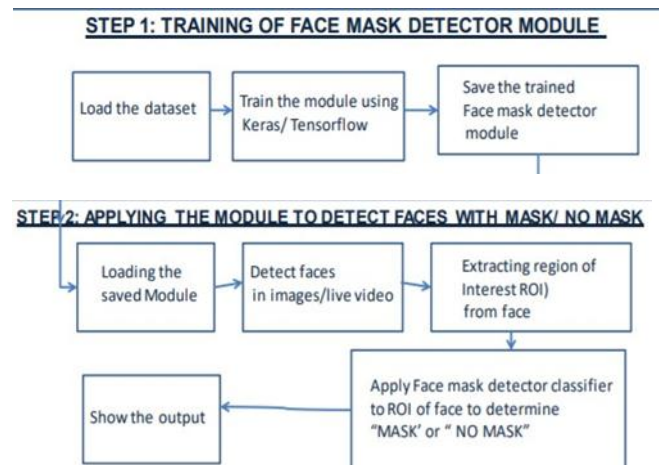 STEP 1: TRAINING OF FACE MASK DETECTOR MODULE
Load the dataset
Train the module using
Keras/ Tensorflow
Save the trained
Face mask detector
module
STEP 2: APPLYING THE MODULE TO DETECT FACES WITH MASK/ NO MASK
Loading the
saved Module
Detect faces
in images/live video
Extracting region of
Interest ROI)
from face
Apply Face mask detector classifier
to ROI of face to determine
“MASK’ or “ NO MASK”
Show the output